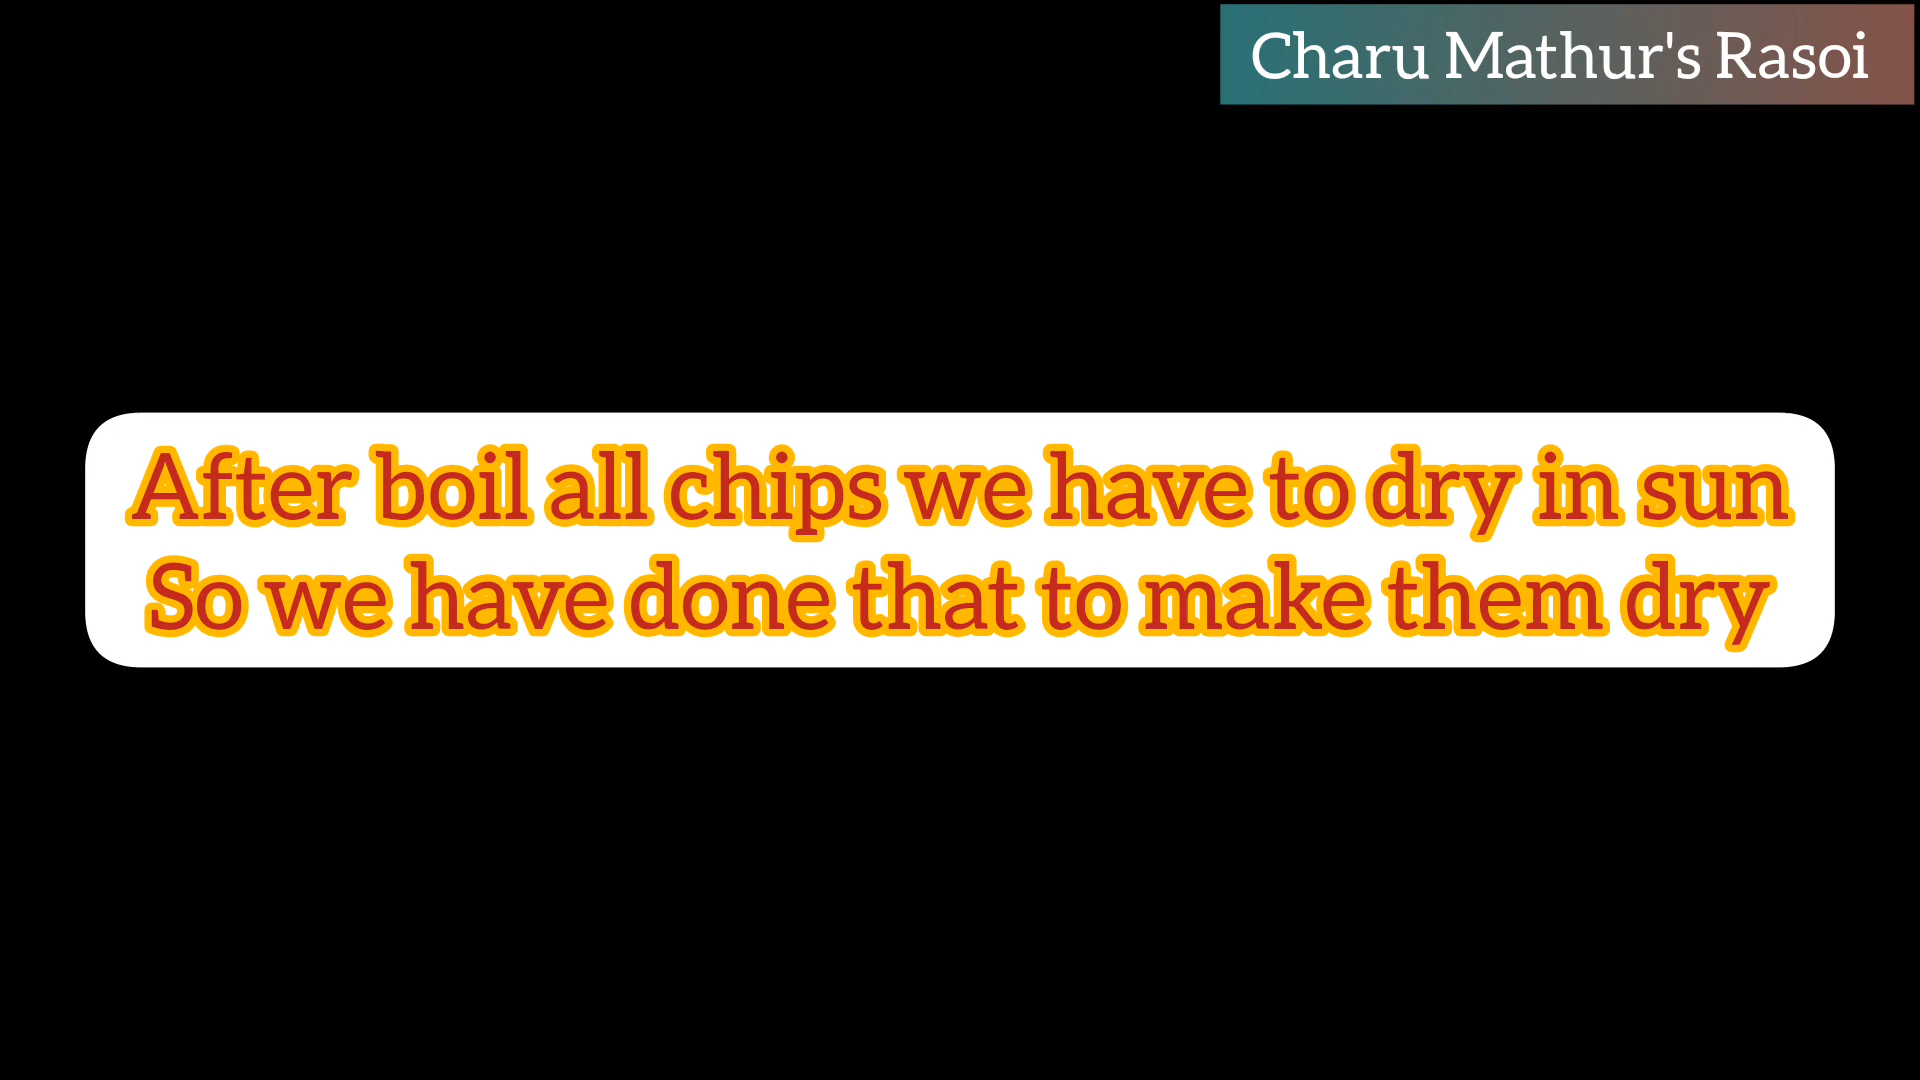 Charu Mathur's Rasoi
After boil all chips we have to dry in sun
So we have done that to make them dry